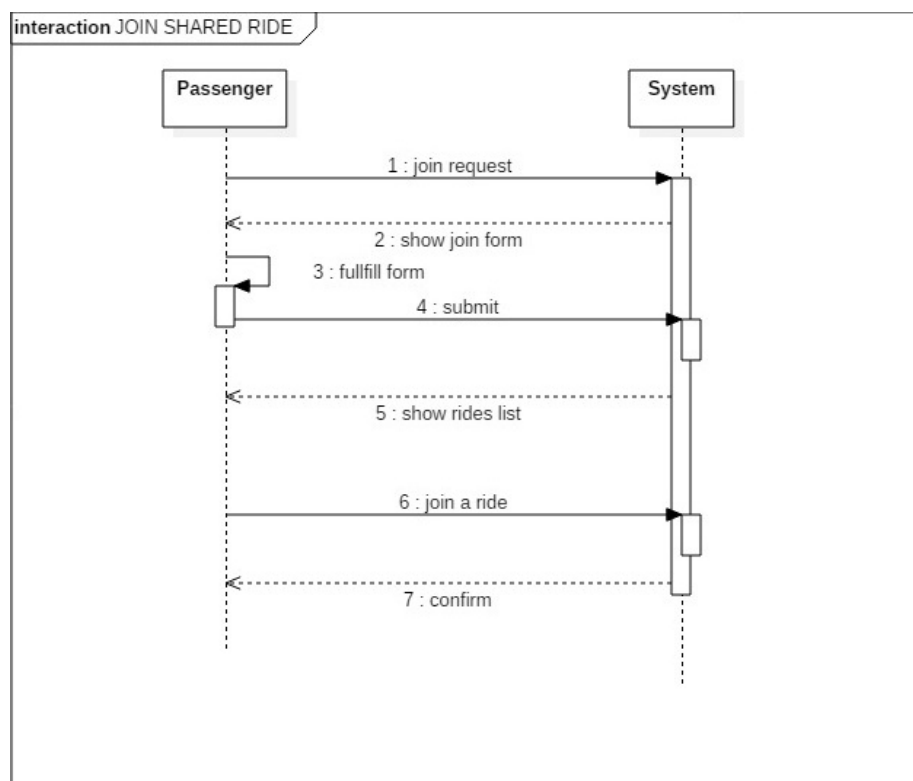 interaction JOIN SHARED RIDE
Passenger
System
1 : join request
2 : show join form
3 : fullfill form
4 : submit
5 : show rides list
6 : join a ride
7 : confirm